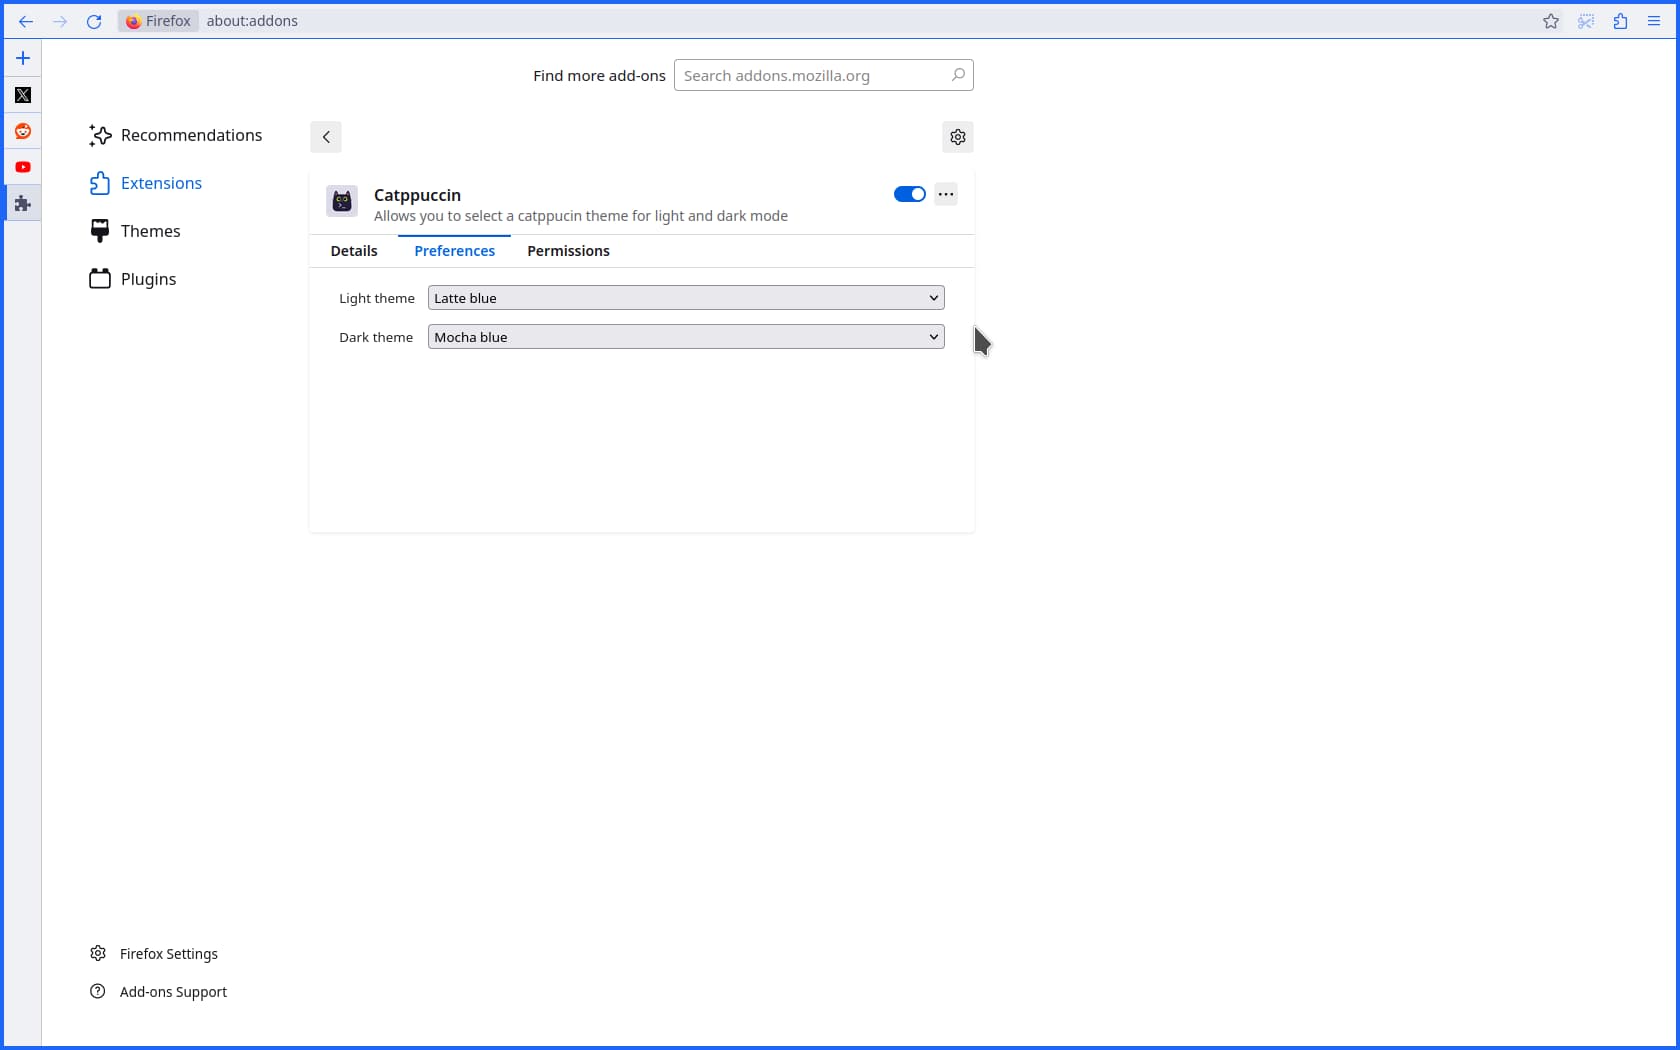 Firefox about:addons
Find more add-ons Search addons.mozilla.org
Recommendations
Extensions
Themes
Plugins
Catppuccin
Allows you to select a catppucin theme for light and dark mode
Details Preferences Permissions
Light theme Latte blue
Dark theme Mocha blue
Firefox Settings
Add-ons Support